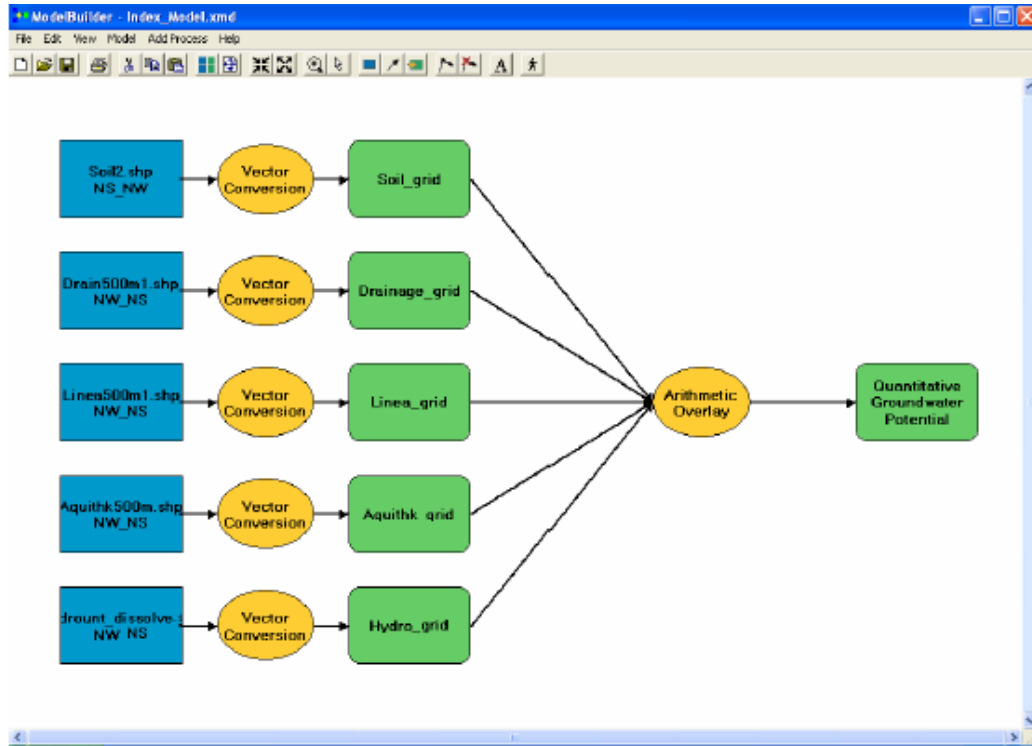 ModelBuilder - Index_Model.xmd
File Edit View Model Add Process Help
Soil2.shp
NS_NW
Vector
Conversion
Soil_grid
Drain500m1.shp
NW_NS
Vector
Conversion
Drainage_grid
Linea500m1.shp
NW_NS
Vector
Conversion
Linea_grid
Arithmetic
Overlay
Quantitative
Groundwater
Potential
Aquithk500m.shp
NW_NS
Vector
Conversion
Aquithk_grid
drount_dissolve-s
NW_NS
Vector
Conversion
Hydro_grid